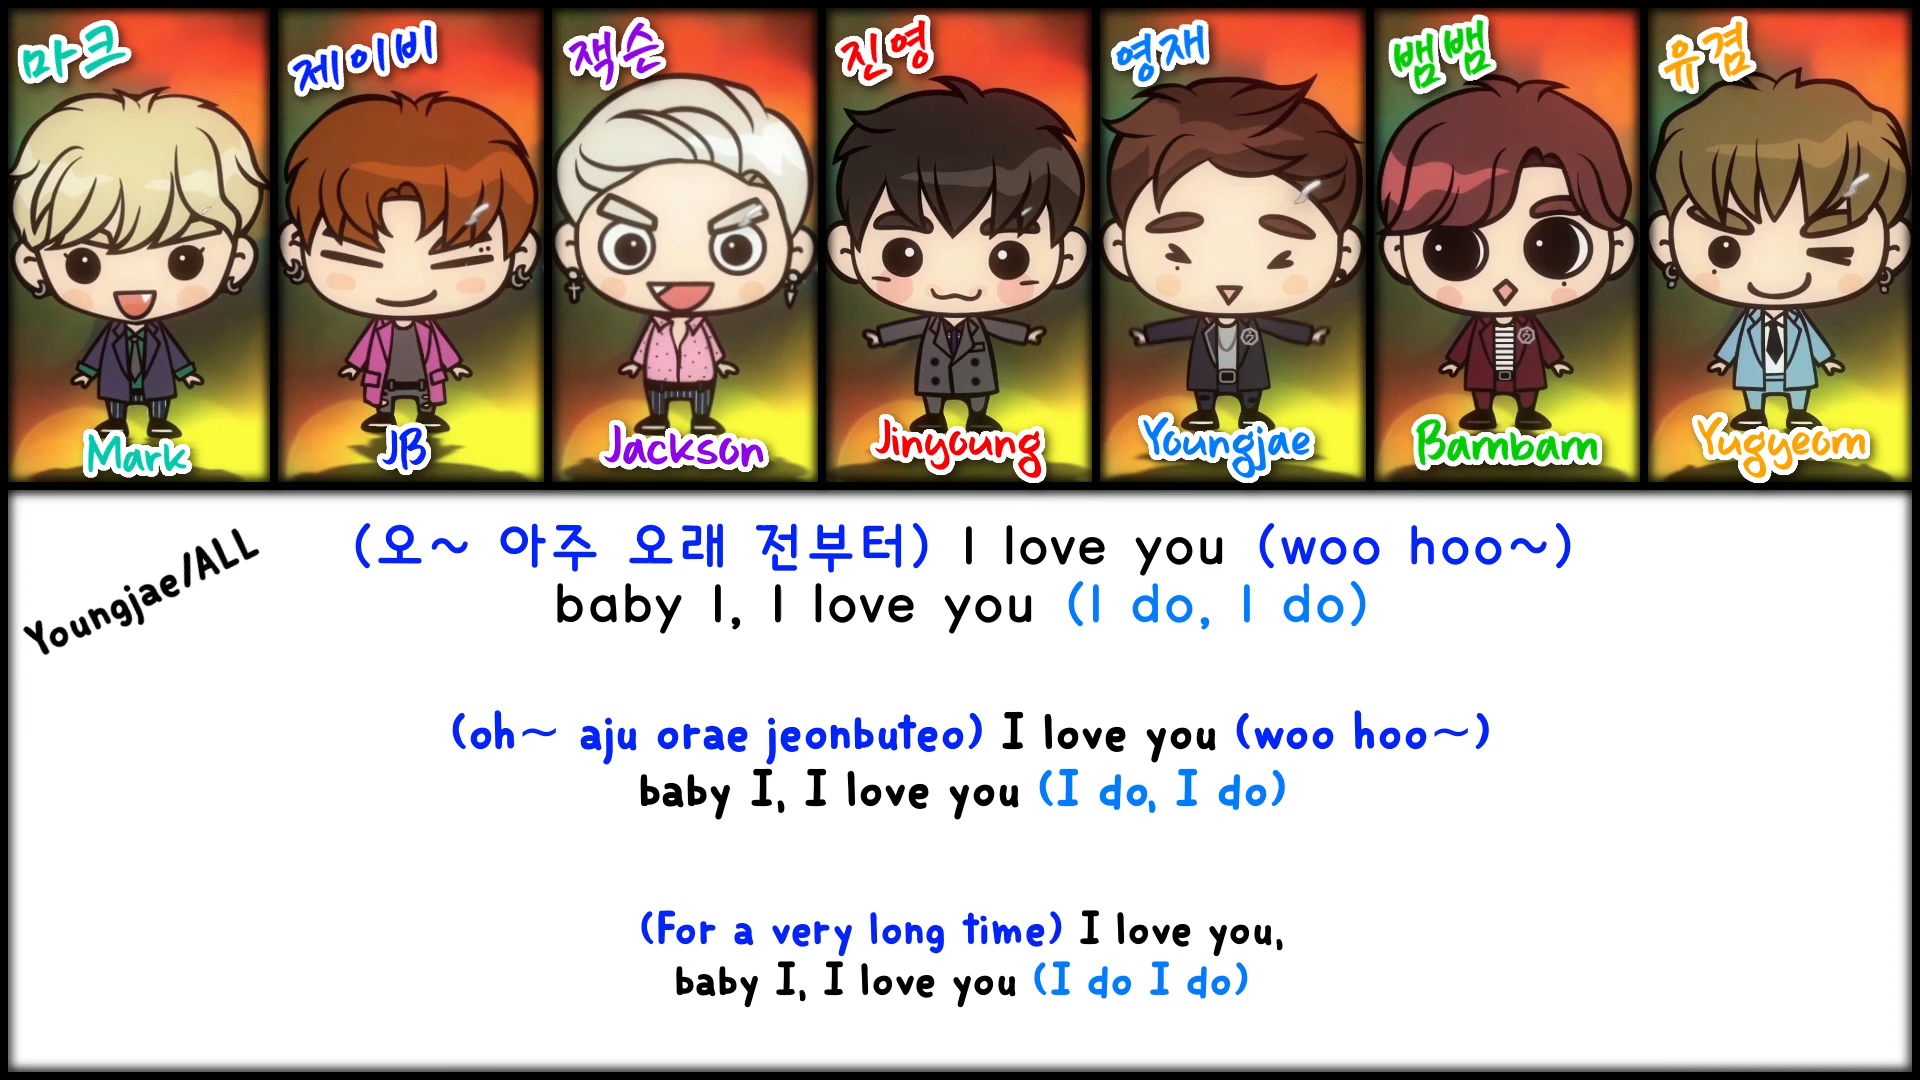 마크
제이비
잭슨
진영
영재
뱀뱀
유겸
Mark
JB
Jackson
Jinyoung
Youngjae
Bambam
Yugyeom
Youngjae/ALL
(오~ 아주 오래 전부터) I love you (woo hoo~)
baby I, I love you (I do, I do)
(oh~ aju orae jeonbuteo) I love you (woo hoo~)
baby I, I love you (I do, I do)
(For a very long time) I love you,
baby I, I love you (I do I do)